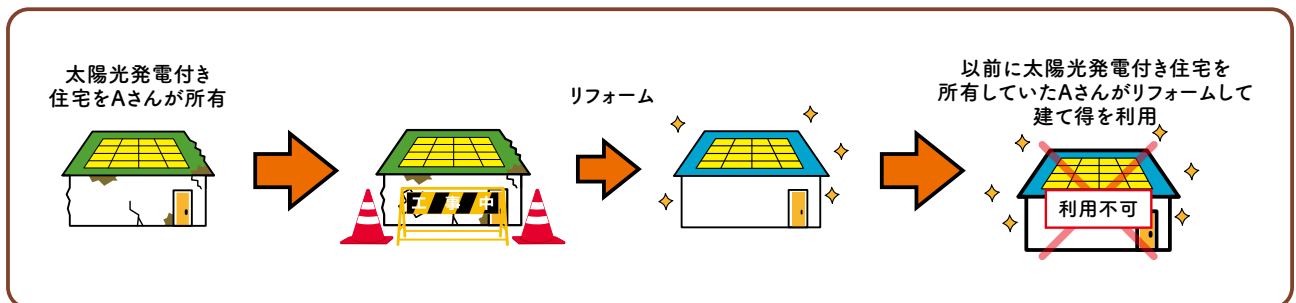 太陽光発電付き
住宅をAさんが所有
工事中
リフォーム
以前に太陽光発電付き住宅を
所有していたAさんがリフォームして
建て得を利用
利用不可